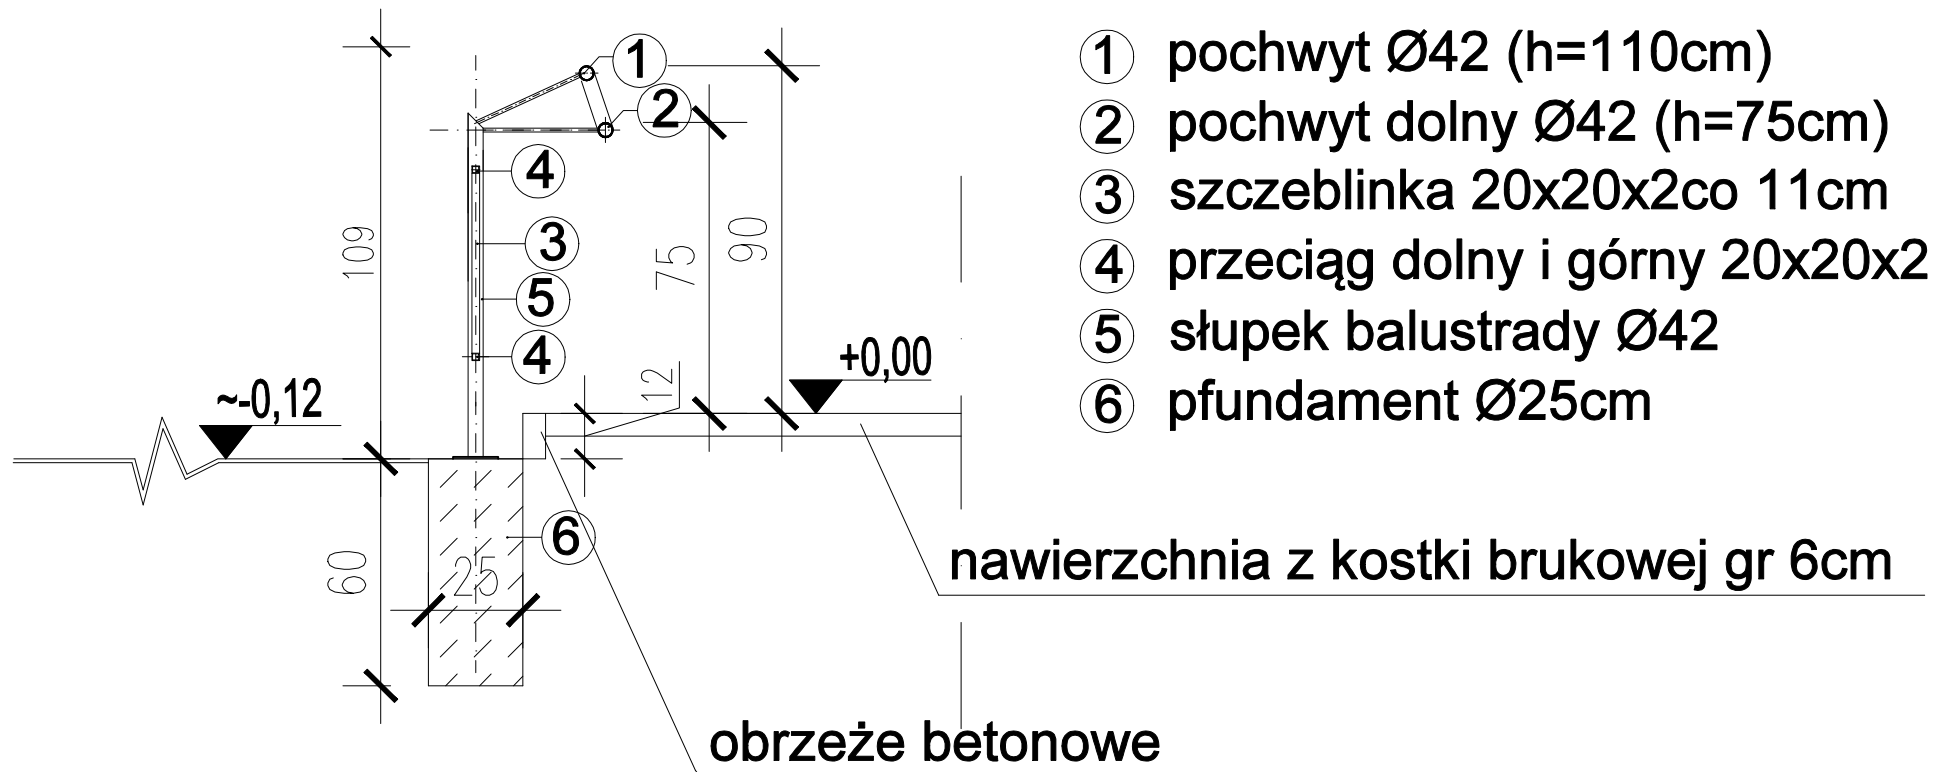 1 pochwyt Ø42 (h=110cm)
2 pochwyt dolny Ø42 (h=75cm)
3 szczeblinka 20x20x2co 11cm
4 przeciąg dolny i górny 20x20x2
5 słupek balustrady Ø42
6 pfundament Ø25cm
1
2
4
3
5
4
6
109
75
90
12
60
25
~-0,12
+0,00
nawierzchnia z kostki brukowej gr 6cm
obrzeże betonowe